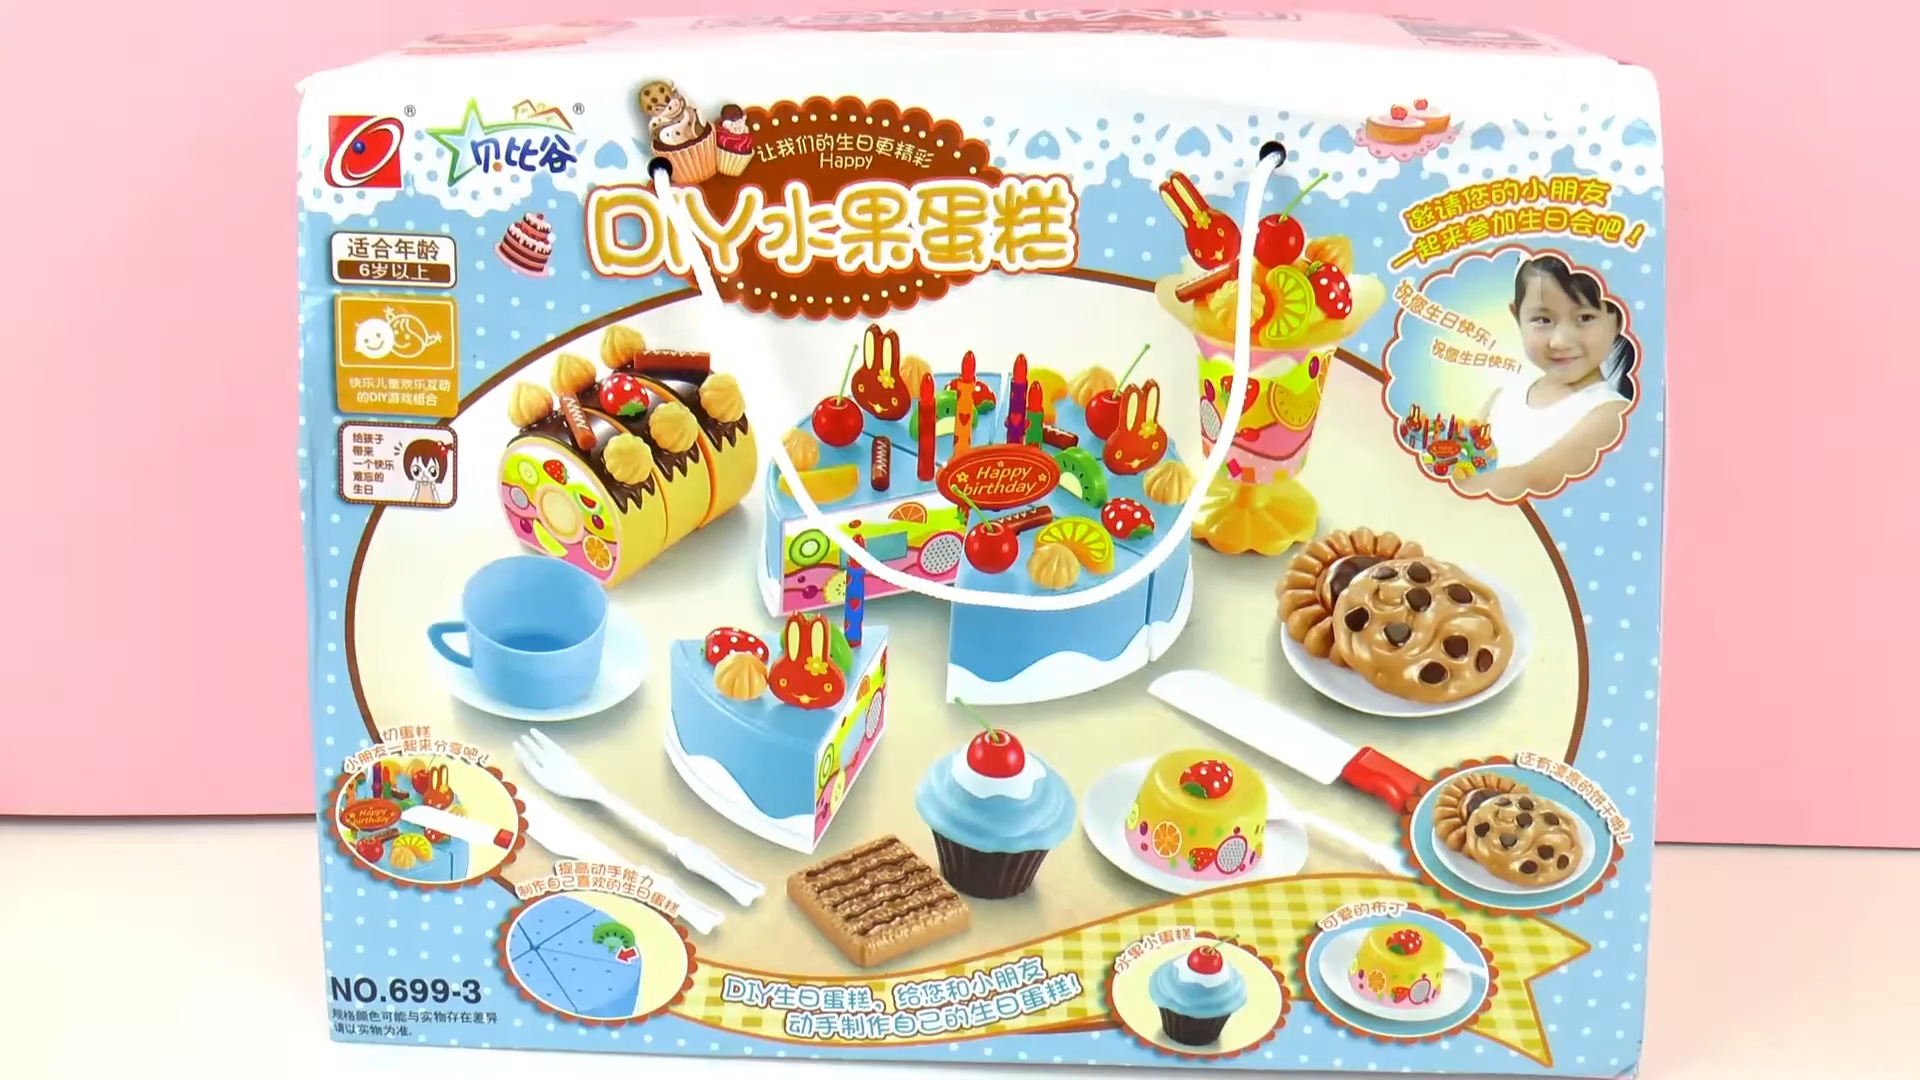 贝比谷
让我们的生日更精彩
Happy
DIY水果蛋糕
适合年龄
6岁以上
快乐儿童欢乐互动
的DIY游戏组合
给孩子
带来
一个快乐
难忘的
生日
邀请您的小朋友
一起来参加生日会吧！
祝您生日快乐！
祝您生日快乐！
Happy
birthday
切蛋糕
小朋友一起来分享吧！
Happy
birthday
提高动手能力
制作自己喜欢的生日蛋糕
还有漂亮的饼干哦！
可爱的布丁
水果小蛋糕
DIY生日蛋糕，给您和小朋友
动手制作自己的生日蛋糕！
NO.699-3
规格颜色可能与实物存在差异
请以实物为准.